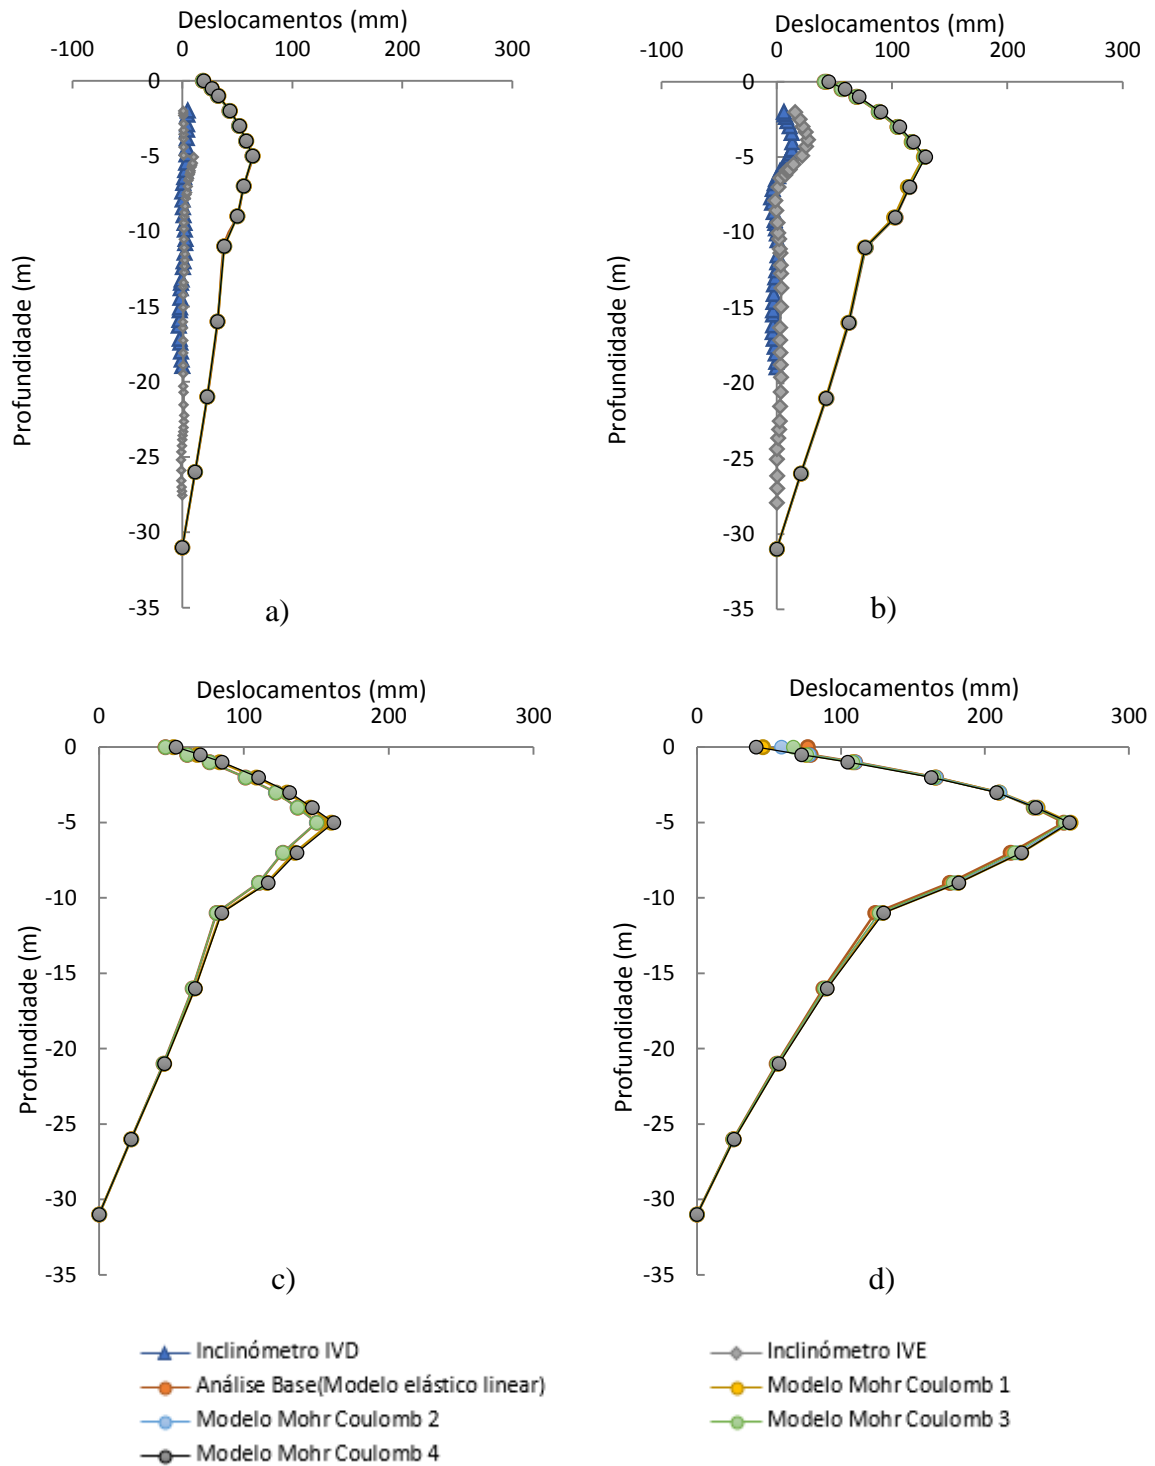 Deslocamentos (mm)
-100 0 100 200 300
0
-5
-10
-15
-20
-25
-30
-35
Profundidade (m)
a)
Deslocamentos (mm)
-100 0 100 200 300
0
-5
-10
-15
-20
-25
-30
-35
Profundidade (m)
b)
Deslocamentos (mm)
0 100 200 300
0
-5
-10
-15
-20
-25
-30
-35
Profundidade (m)
c)
Deslocamentos (mm)
0 100 200 300
0
-5
-10
-15
-20
-25
-30
-35
Profundidade (m)
d)
Inclinómetro IVD
Inclinómetro IVE
Análise Base(Modelo elástico linear)
Modelo Mohr Coulomb 1
Modelo Mohr Coulomb 2
Modelo Mohr Coulomb 3
Modelo Mohr Coulomb 4